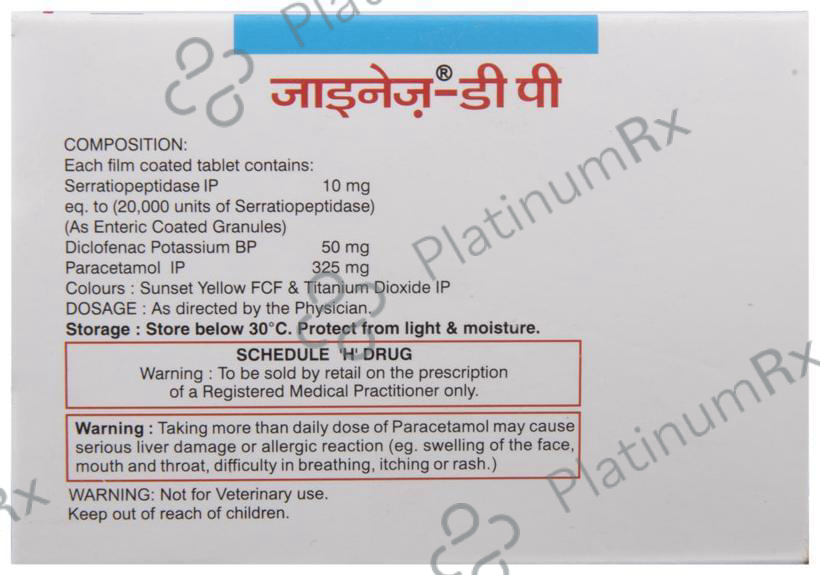 जाइनेज़®-डी पी
COMPOSITION:
Each film coated tablet contains:
Serratiopeptidase IP 10 mg
eq. to (20,000 units of Serratiopeptidase)
(As Enteric Coated Granules)
Diclofenac Potassium BP 50 mg
Paracetamol IP 325 mg
Colours : Sunset Yellow FCF & Titanium Dioxide IP
DOSAGE : As directed by the Physician.
Storage : Store below 30°C. Protect from light & moisture.
SCHEDULE 'H' DRUG
Warning : To be sold by retail on the prescription
of a Registered Medical Practitioner only.
Warning : Taking more than daily dose of Paracetamol may cause
serious liver damage or allergic reaction (eg. swelling of the face,
mouth and throat, difficulty in breathing, itching or rash.)
WARNING: Not for Veterinary use.
Keep out of reach of children.
PlatinumRx
PlatinumRx
Platin
Rx